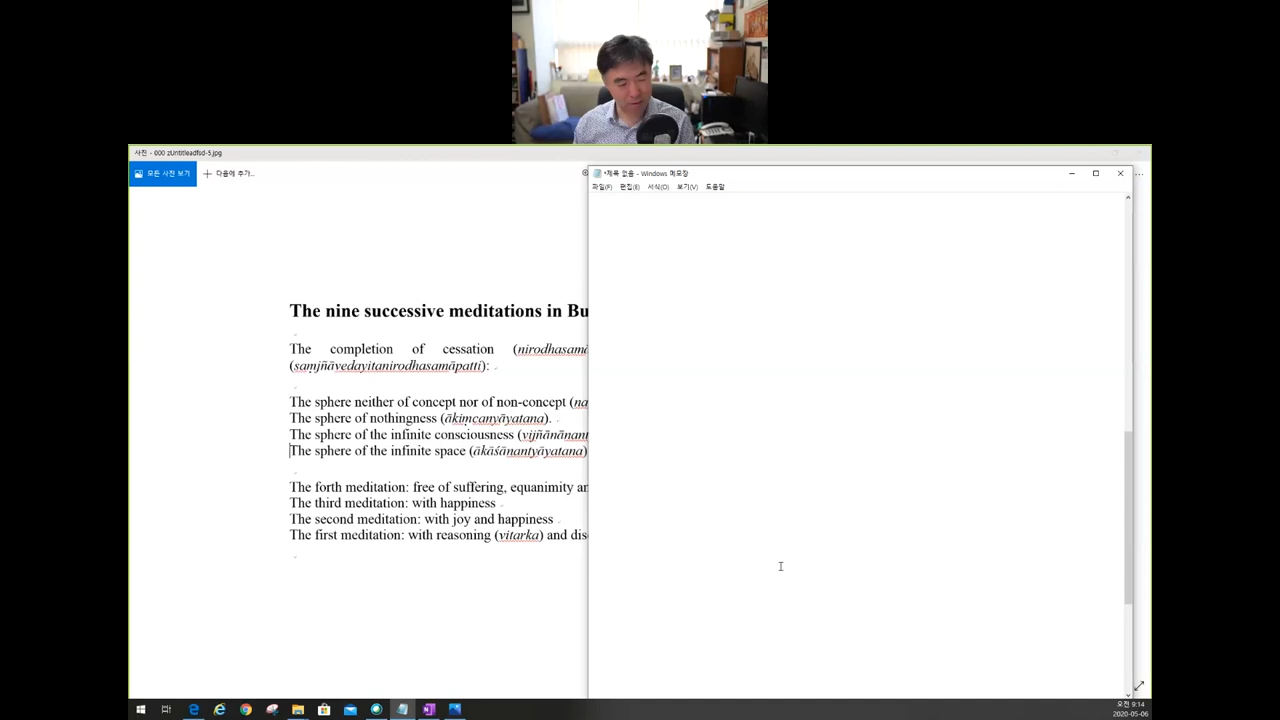 사진 - 000 zUntitleadfsd-5.jpg
모든 사진 보기
다음에 추가...
*제목 없음 - Windows 메모장
파일(F) 편집(E) 서식(O) 보기(V) 도움말
The nine successive meditations in Bu
The completion of cessation (nirodhasamā
(saṃjñāvedayitanirodhasamāpatti):
The sphere neither of concept nor of non-concept (na
The sphere of nothingness (ākiṃcanyāyatana).
The sphere of the infinite consciousness (vijñānānant
The sphere of the infinite space (ākāśānantyāyatana)
The forth meditation: free of suffering, equanimity an
The third meditation: with happiness
The second meditation: with joy and happiness
The first meditation: with reasoning (vitarka) and dis
오전 9:14
2020-05-06